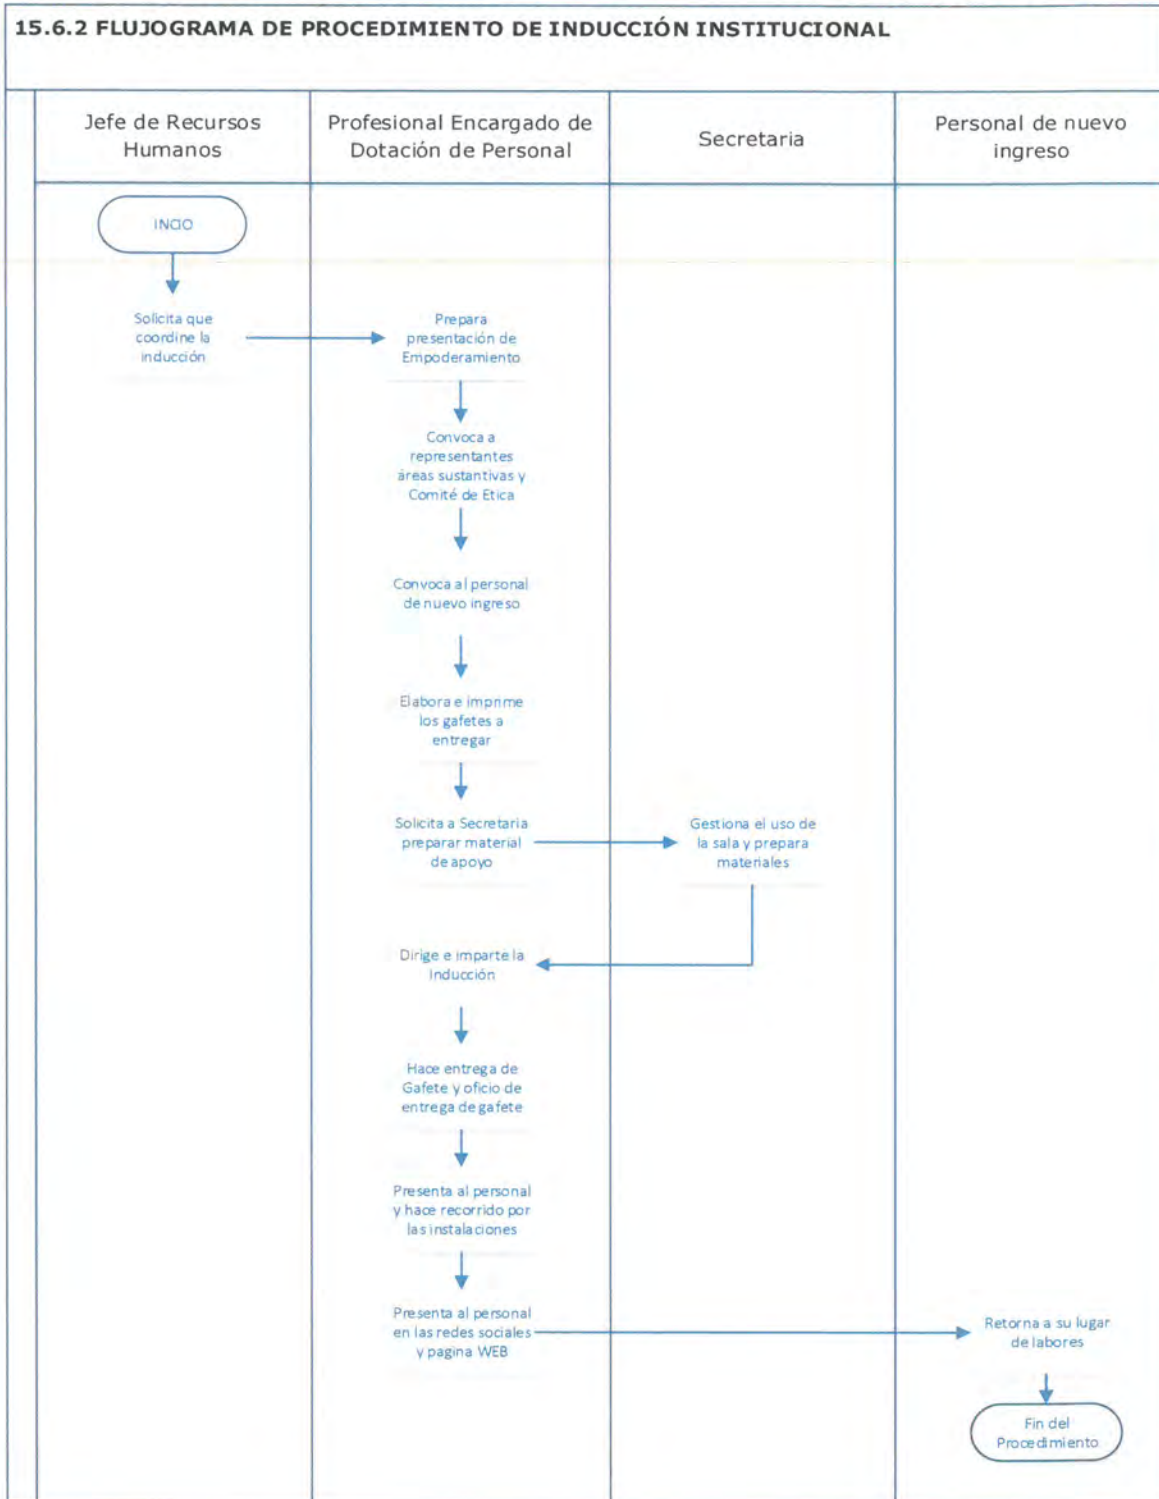 15.6.2 FLUJOGRAMA DE PROCEDIMIENTO DE INDUCCIÓN INSTITUCIONAL
Jefe de Recursos
Humanos
Profesional Encargado de
Dotación de Personal
Secretaria
Personal de nuevo
ingreso
INCIO
Solicita que
coordine la
inducción
Prepara
presentación de
Empoderamiento
Convoca a
representantes
áreas sustantivas y
Comité de Etica
Convoca al personal
de nuevo ingreso
Elabora e imprime
los gafetes a
entregar
Solicita a Secretaria
preparar material
de apoyo
Gestiona el uso de
la sala y prepara
materiales
Dirige e imparte la
Inducción
Hace entrega de
Gafete y oficio de
entrega de gafete
Presenta al personal
y hace recorrido por
las instalaciones
Presenta al personal
en las redes sociales
y pagina WEB
Retorna a su lugar
de labores
Fin del
Procedimiento